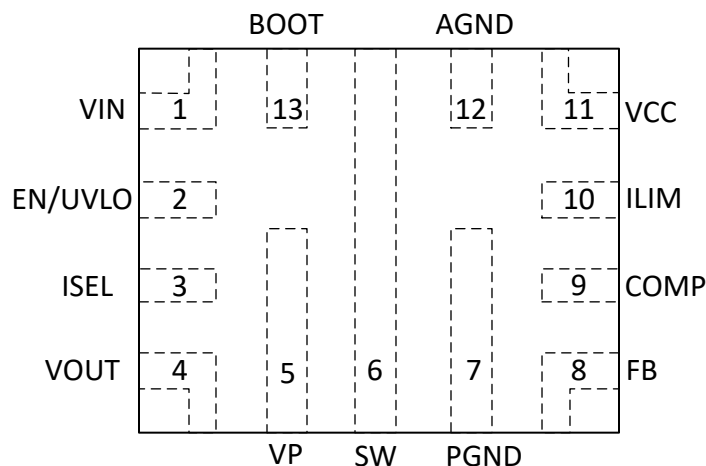 BOOT AGND
VIN 1 13 12 11 VCC
EN/UVLO 2 10 ILIM
ISEL 3 9 COMP
VOUT 4 5 6 7 8 FB
VP SW PGND